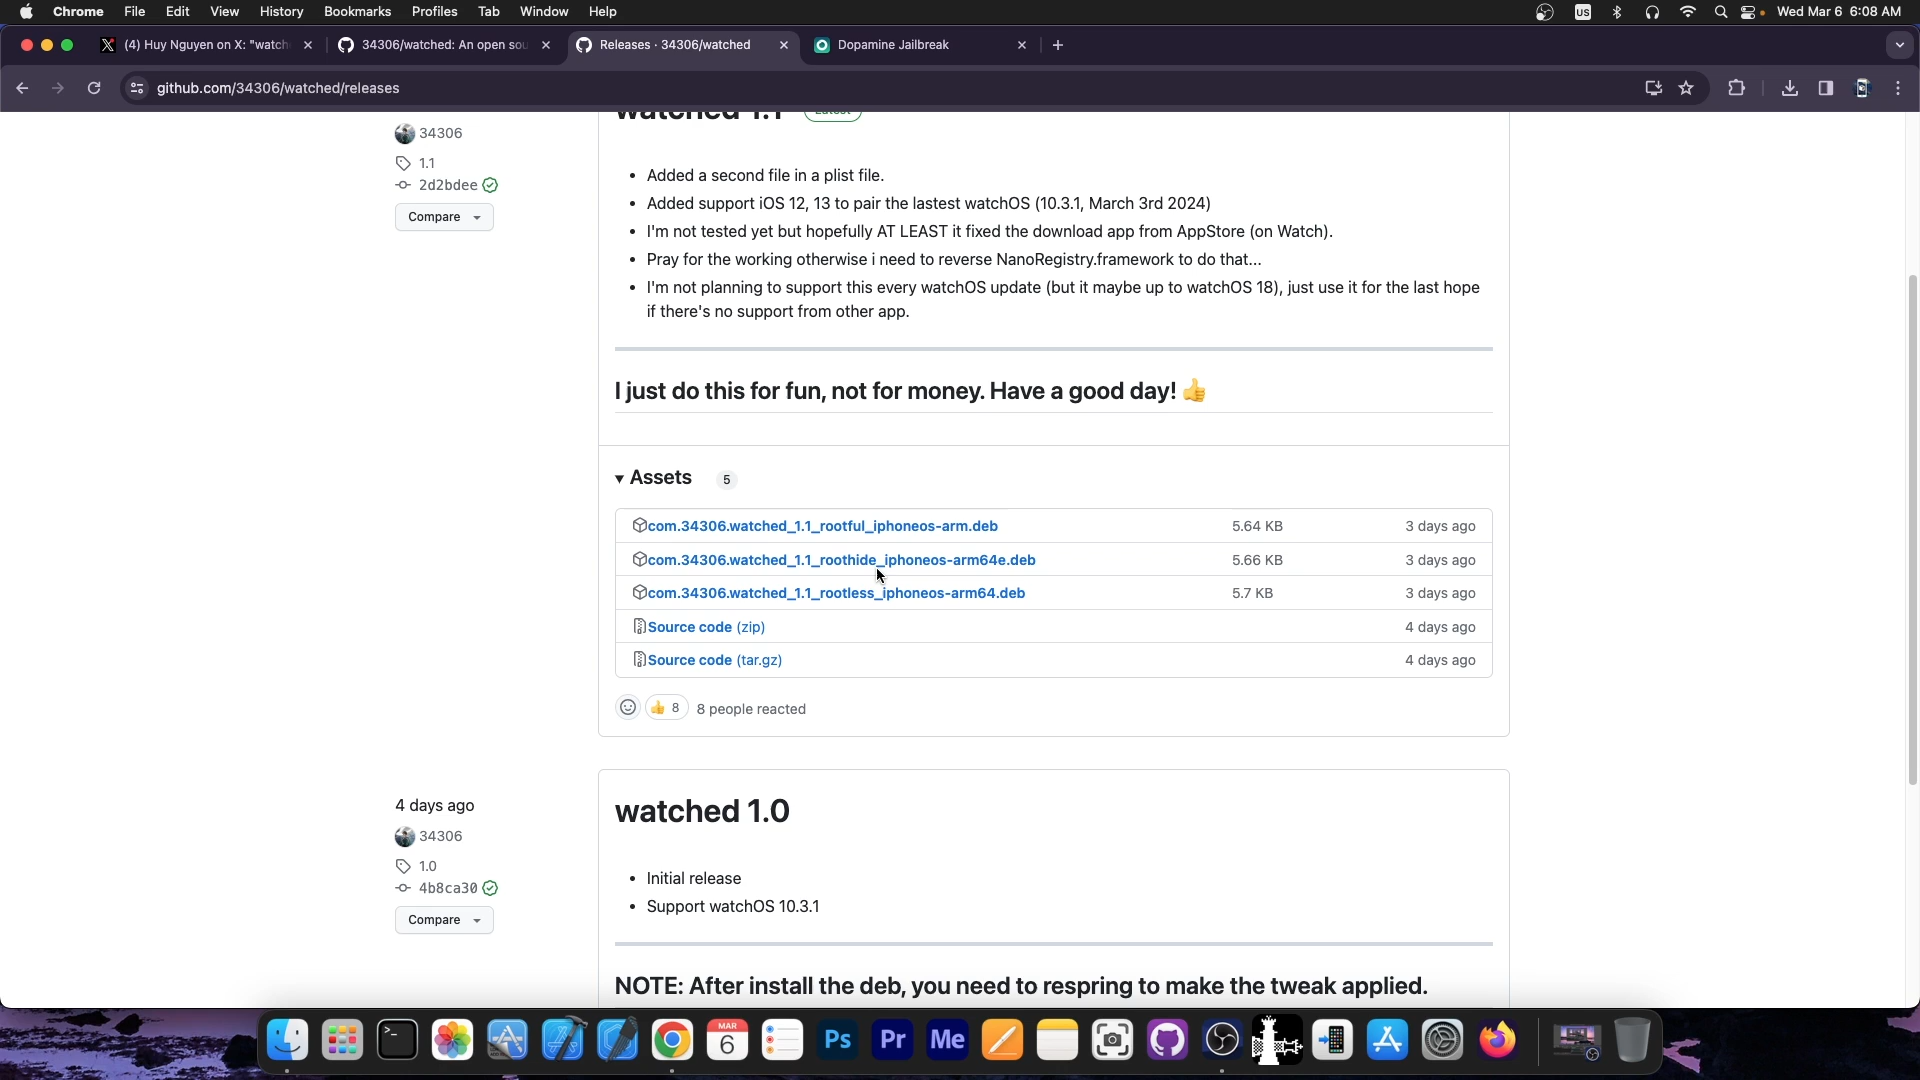 Chrome File Edit View History Bookmarks Profiles Tab Window Help US Wed Mar 6 6:08 AM
(4) Huy Nguyen on X: "watch 34306/watched: An open sou Releases · 34306/watched Dopamine Jailbreak
github.com/34306/watched/releases
watched 1.1 Latest
34306
1.1
2d2bdee
Compare
Added a second file in a plist file.
Added support iOS 12, 13 to pair the lastest watchOS (10.3.1, March 3rd 2024)
I'm not tested yet but hopefully AT LEAST it fixed the download app from AppStore (on Watch).
Pray for the working otherwise i need to reverse NanoRegistry.framework to do that...
I'm not planning to support this every watchOS update (but it maybe up to watchOS 18), just use it for the last hope
if there's no support from other app.
I just do this for fun, not for money. Have a good day! 👍
Assets 5
com.34306.watched_1.1_rootful_iphoneos-arm.deb 5.64 KB 3 days ago
com.34306.watched_1.1_roothide_iphoneos-arm64e.deb 5.66 KB 3 days ago
com.34306.watched_1.1_rootless_iphoneos-arm64.deb 5.7 KB 3 days ago
Source code (zip) 4 days ago
Source code (tar.gz) 4 days ago
👍 8 8 people reacted
4 days ago
34306
1.0
4b8ca30
Compare
watched 1.0
Initial release
Support watchOS 10.3.1
NOTE: After install the deb, you need to respring to make the tweak applied.
MAR
6
Ps Pr Me